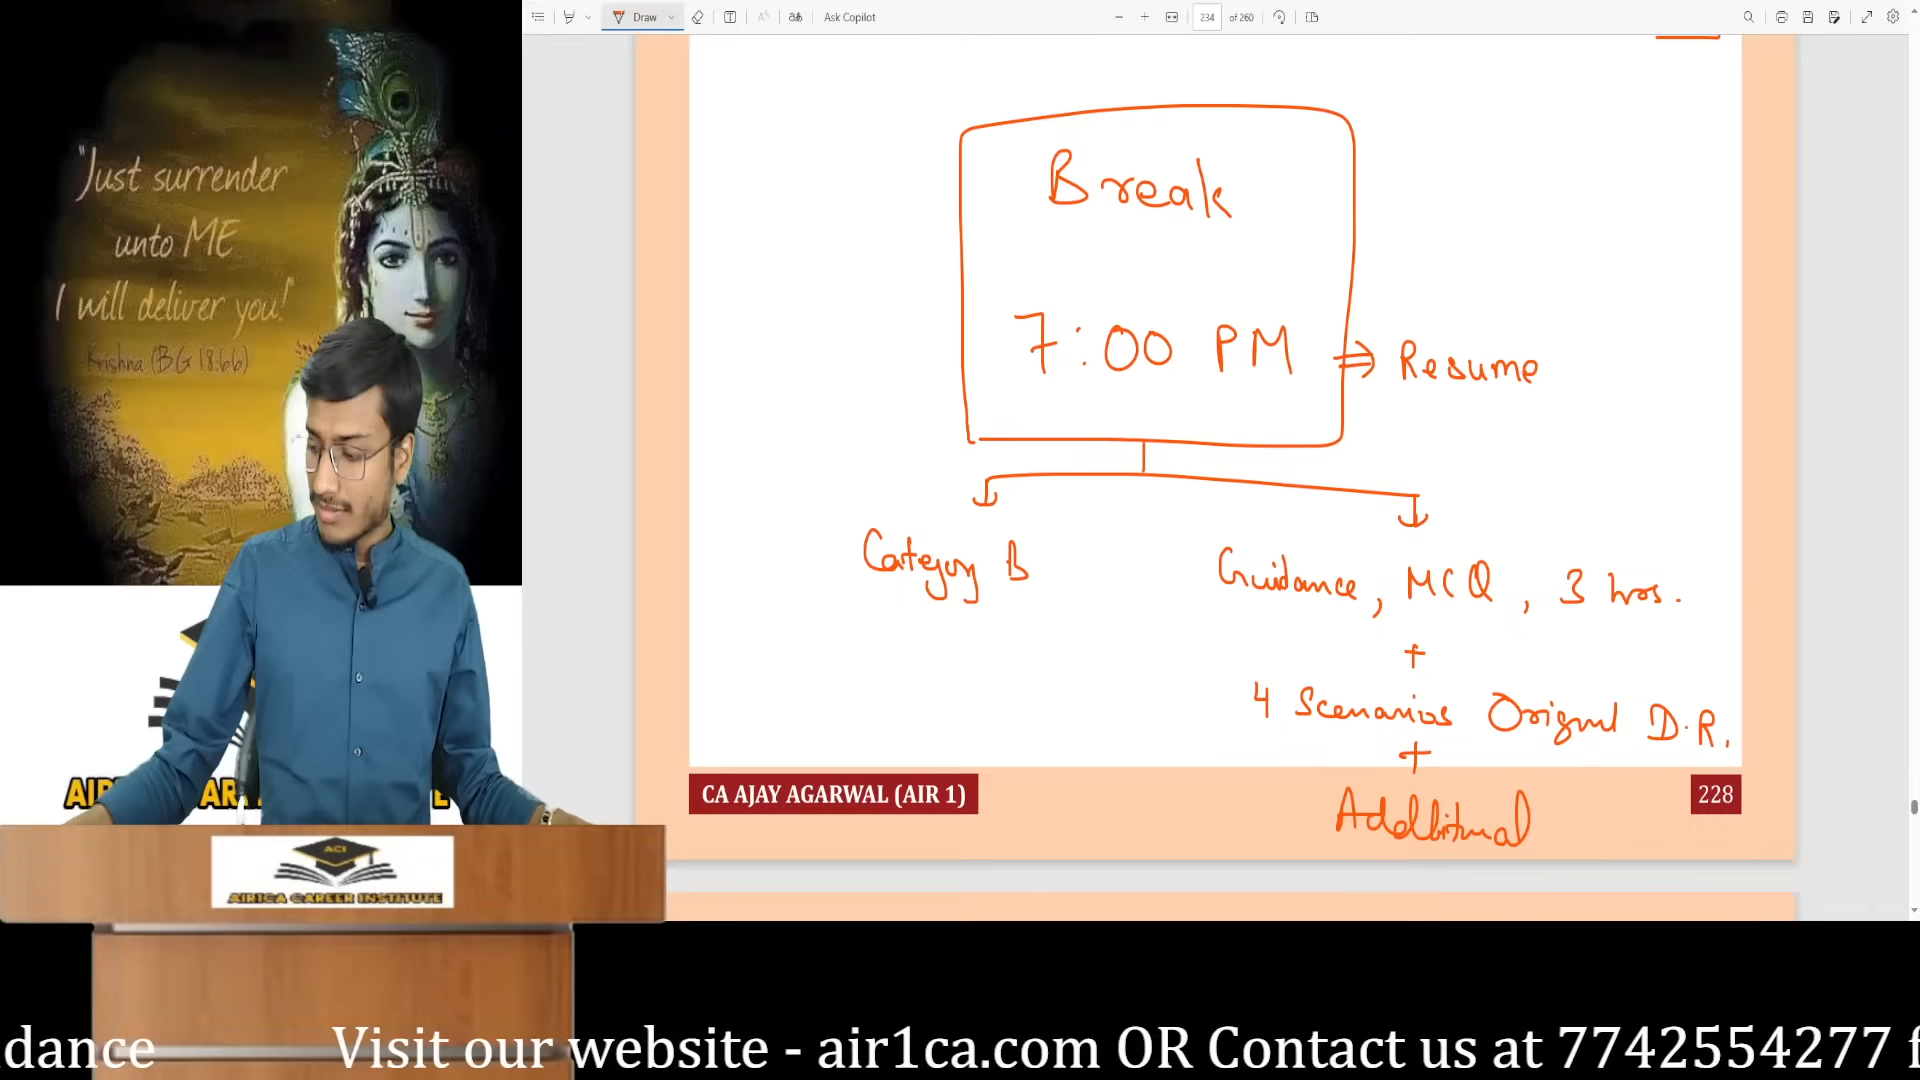 Draw
Ask Copilot
234 of 260
"Just surrender
unto ME
I will deliver you!"
Krishna (B.G 18:66)
Break
7:00 PM ⇒ Resume
Category B
Guidance, MCQ, 3 hrs.
+
4 Scenarios Original D.R.
+
Additional
CA AJAY AGARWAL (AIR 1)
228
ACI
AIR1CA CAREER INSTITUTE
dance Visit our website - air1ca.com OR Contact us at 7742554277 f